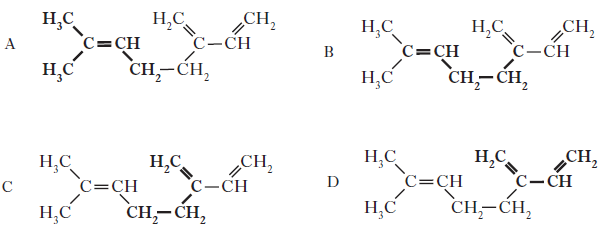 H₃C H₂C CH₂
A C=CH C–CH
H₃C CH₂–CH₂
H₃C H₂C CH₂
B C=CH C–CH
H₃C CH₂–CH₂
H₃C H₂C CH₂
C C=CH C–CH
H₃C CH₂–CH₂
H₃C H₂C CH₂
D C=CH C–CH
H₃C CH₂–CH₂